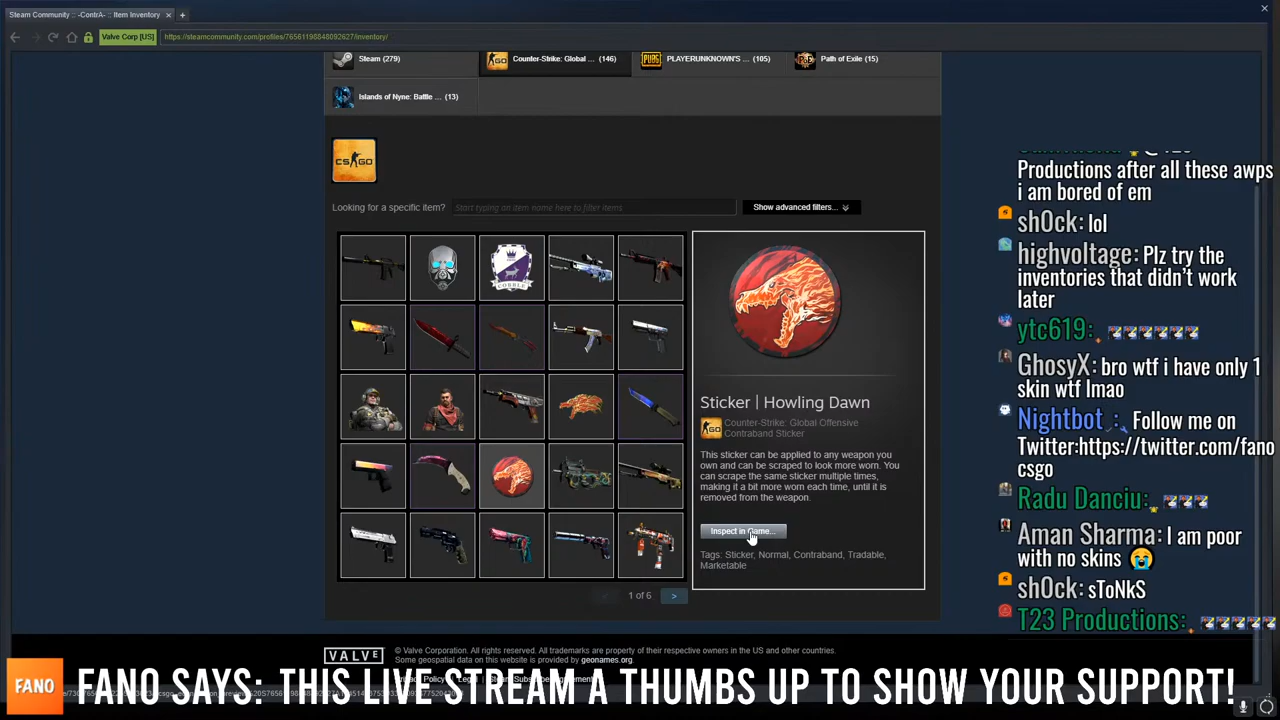 Steam Community :: -ContrA- :: Item Inventory
Valve Corp [US]
https://steamcommunity.com/profiles/76561198848092627/inventory/
Steam (279)
Counter-Strike: Global ... (146)
PLAYERUNKNOWN'S ... (105)
Path of Exile (15)
Islands of Nyne: Battle ... (13)
CS GO
Looking for a specific item?
Start typing an item name here to filter items
Show advanced filters...
COBBLE
Sticker | Howling Dawn
Counter-Strike: Global Offensive
Contraband Sticker
This sticker can be applied to any weapon you
own and can be scraped to look more worn. You
can scrape the same sticker multiple times,
making it a bit more worn each time, until it is
removed from the weapon.
Inspect in Game...
Tags: Sticker, Normal, Contraband, Tradable,
Marketable
1 of 6
>
VALVE
© Valve Corporation. All rights reserved. All trademarks are property of their respective owners in the US and other countries.
Some geospatial data on this website is provided by geonames.org.
Productions after all these awps
i am bored of em
sh0ck: lol
highvoltage: Plz try the
inventories that didn't work
later
ytc619:
GhosyX: bro wtf i have only 1
skin wtf lmao
Nightbot : Follow me on
Twitter:https://twitter.com/fano
csgo
Radu Danciu:
Aman Sharma: I am poor
with no skins 😭
sh0ck: sToNkS
T23 Productions:
FANO
FANO SAYS: THIS LIVE STREAM A THUMBS UP TO SHOW YOUR SUPPORT!